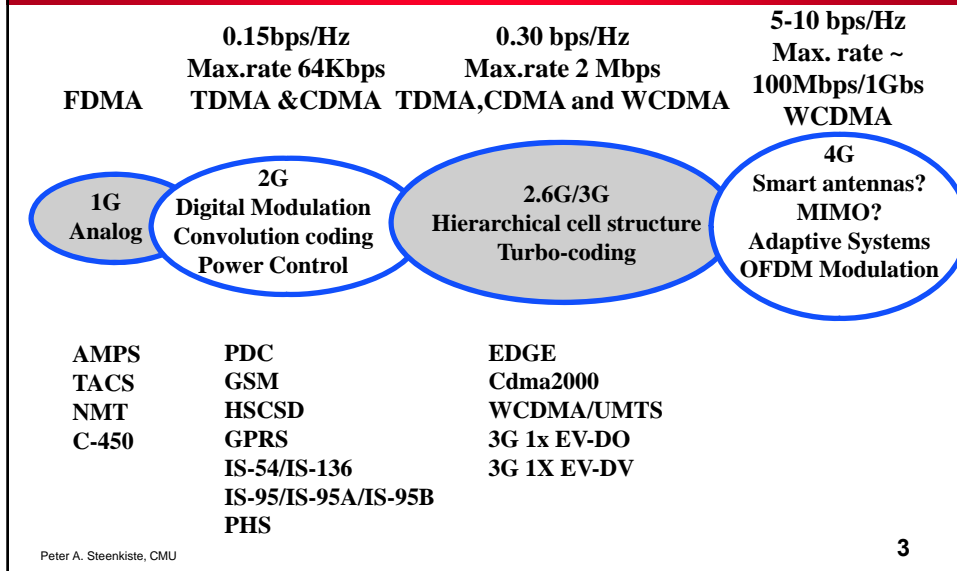 FDMA
0.15bps/Hz
Max.rate 64Kbps
TDMA &CDMA
0.30 bps/Hz
Max.rate 2 Mbps
TDMA,CDMA and WCDMA
5-10 bps/Hz
Max. rate ~
100Mbps/1Gbs
WCDMA
1G
Analog
2G
Digital Modulation
Convolution coding
Power Control
2.6G/3G
Hierarchical cell structure
Turbo-coding
4G
Smart antennas?
MIMO?
Adaptive Systems
OFDM Modulation
AMPS
TACS
NMT
C-450
PDC
GSM
HSCSD
GPRS
IS-54/IS-136
IS-95/IS-95A/IS-95B
PHS
EDGE
Cdma2000
WCDMA/UMTS
3G 1x EV-DO
3G 1X EV-DV
Peter A. Steenkiste, CMU
3